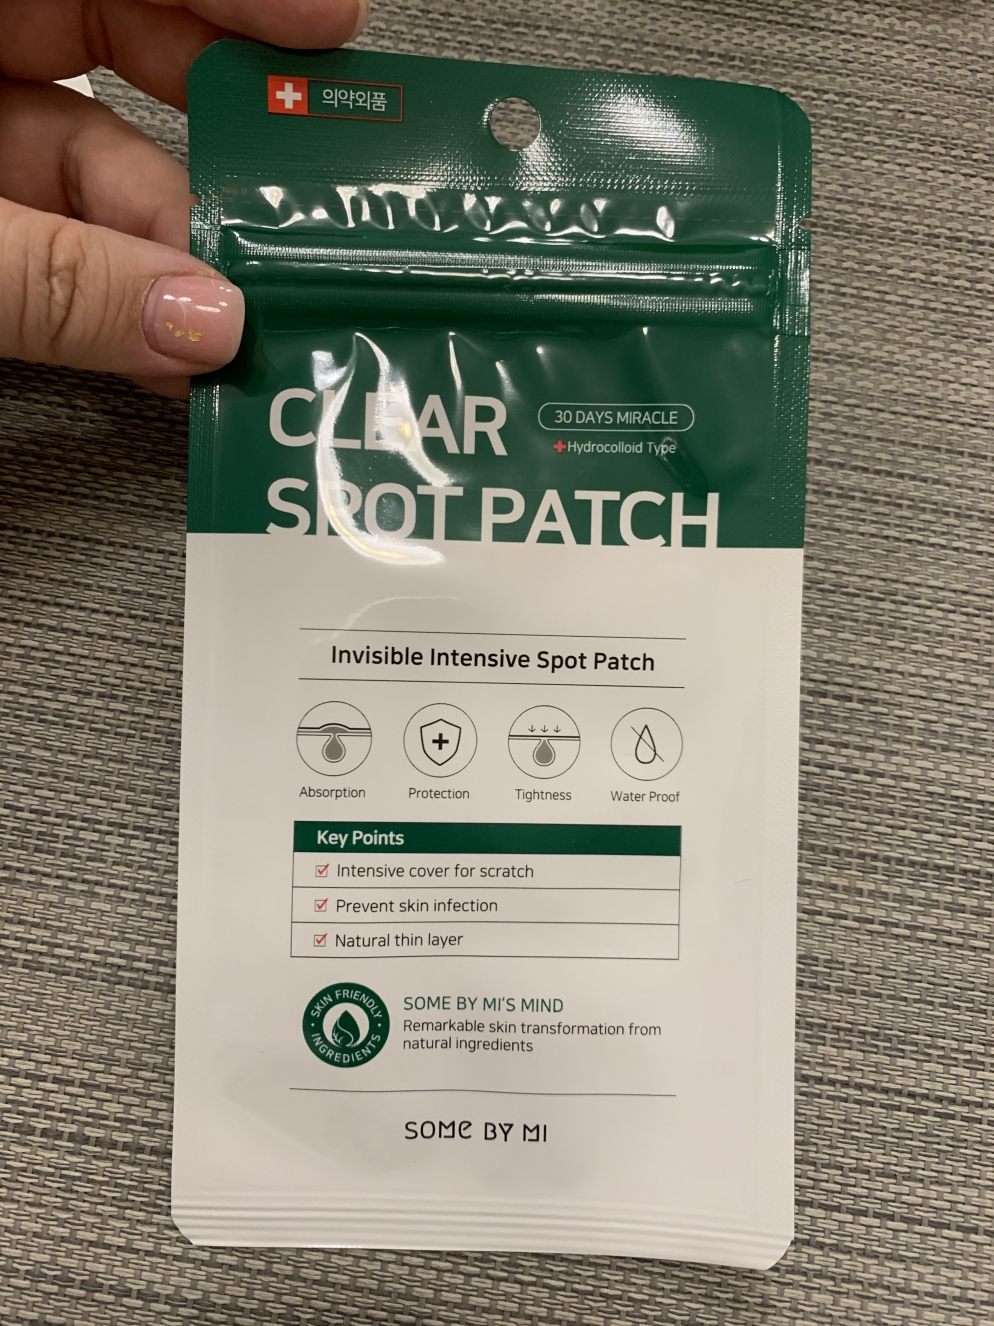 의약외품
CLEAR
30 DAYS MIRACLE
Hydrocolloid Type
SPOT PATCH
Invisible Intensive Spot Patch
Absorption
Protection
Tightness
Water Proof
Key Points
Intensive cover for scratch
Prevent skin infection
Natural thin layer
SKIN FRIENDLY
INGREDIENTS
SOME BY MI'S MIND
Remarkable skin transformation from
natural ingredients
SOME BY MI